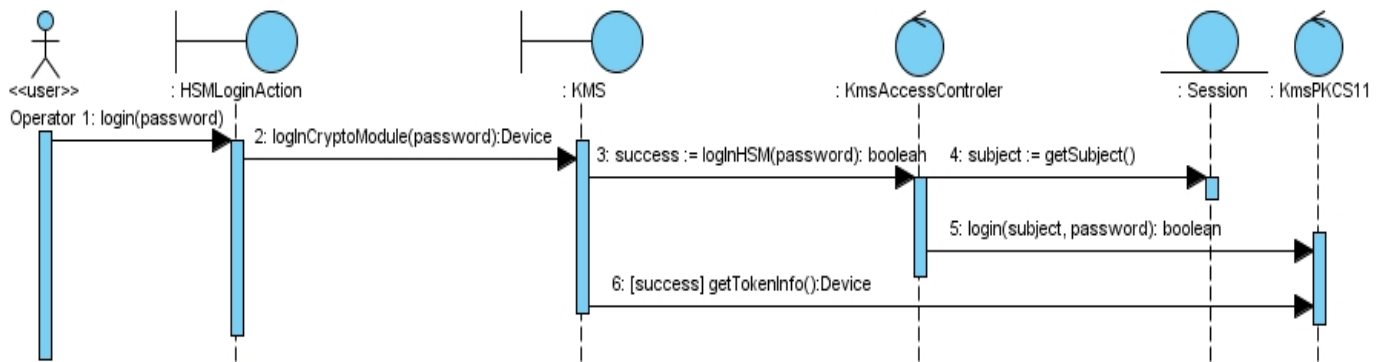 <<user>>
Operator
: HSMLoginAction
: KMS
: KmsAccessControler
: Session
: KmsPKCS11
1: login(password)
2: logInCryptoModule(password):Device
3: success := logInHSM(password): boolean
4: subject := getSubject()
5: login(subject, password): boolean
6: [success] getTokenInfo():Device